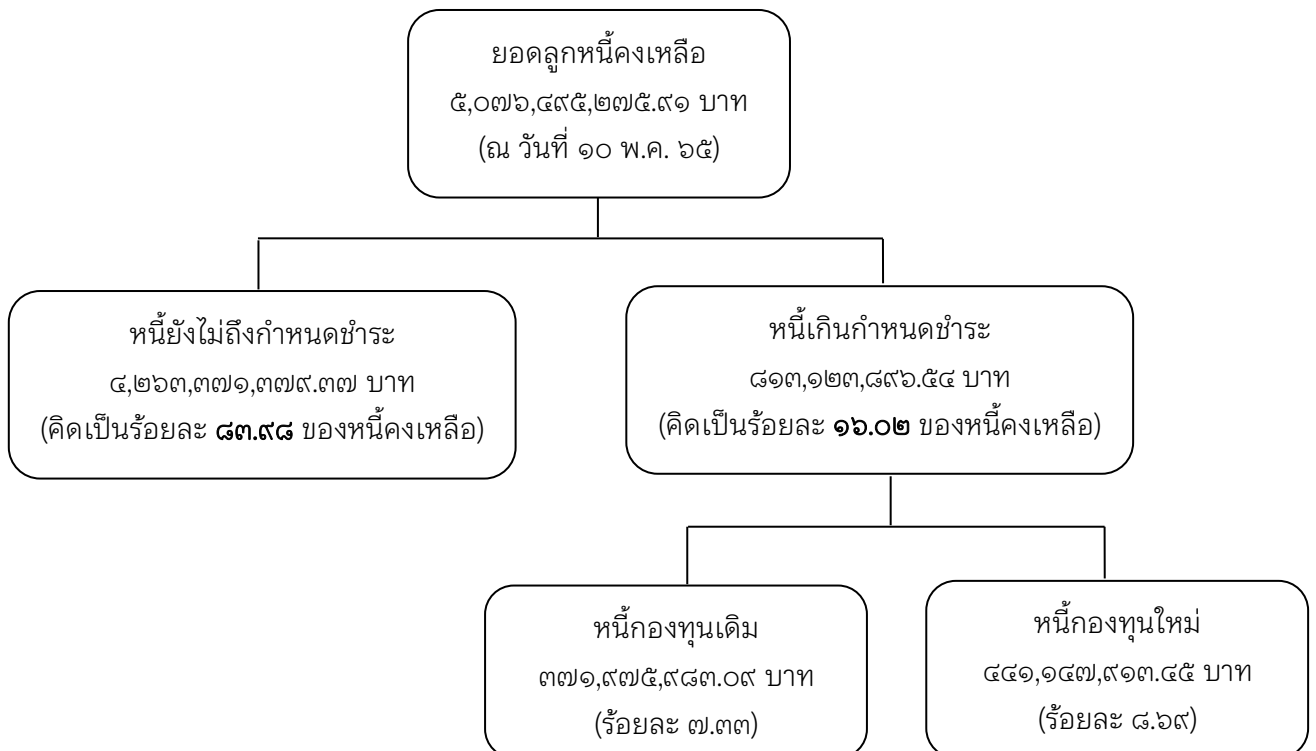 ยอดลูกหนี้คงเหลือ
๕,๐๗๖,๔๙๕,๒๗๕.๙๑ บาท
(ณ วันที่ ๑๐ พ.ค. ๖๕)
หนี้ยังไม่ถึงกำหนดชำระ
๔,๒๖๓,๓๗๑,๓๗๙.๓๗ บาท
(คิดเป็นร้อยละ ๘๓.๙๘ ของหนี้คงเหลือ)
หนี้เกินกำหนดชำระ
๘๑๓,๑๒๓,๘๙๖.๕๔ บาท
(คิดเป็นร้อยละ ๑๖.๐๒ ของหนี้คงเหลือ)
หนี้กองทุนเดิม
๓๗๑,๙๗๕,๙๘๓.๐๙ บาท
(ร้อยละ ๗.๓๓)
หนี้กองทุนใหม่
๔๔๑,๑๔๗,๙๑๓.๔๕ บาท
(ร้อยละ ๘.๖๙)